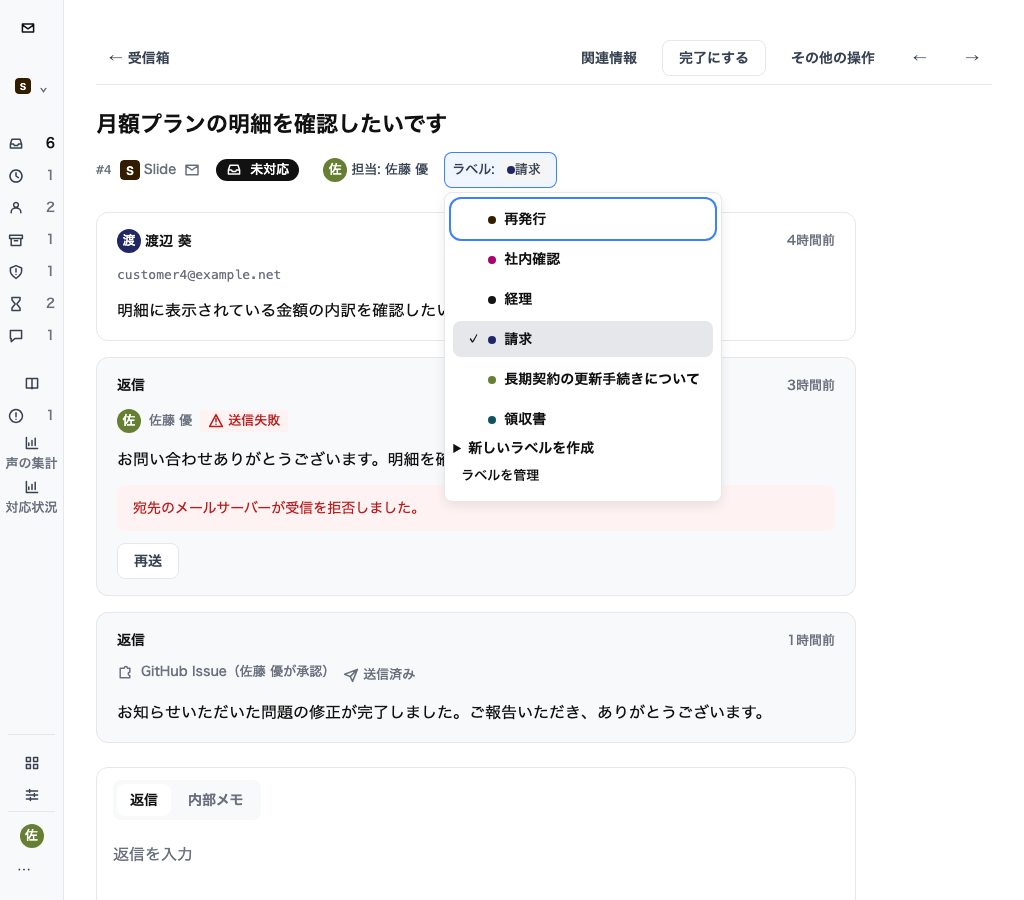 S
6
1
2
1
1
2
1
1
声の集計
対応状況
佐
…
← 受信箱
関連情報
完了にする
その他の操作
←
→
月額プランの明細を確認したいです
#4 S Slide 未対応 佐 担当: 佐藤 優 ラベル: 請求
再発行
社内確認
経理
✓ 請求
長期契約の更新手続きについて
領収書
▶ 新しいラベルを作成
ラベルを管理
渡 渡辺 葵 4時間前
customer4@example.net
明細に表示されている金額の内訳を確認したい
返信 3時間前
佐 佐藤 優 送信失敗
お問い合わせありがとうございます。明細を確
宛先のメールサーバーが受信を拒否しました。
再送
返信 1時間前
GitHub Issue（佐藤 優が承認） 送信済み
お知らせいただいた問題の修正が完了しました。ご報告いただき、ありがとうございます。
返信 内部メモ
返信を入力